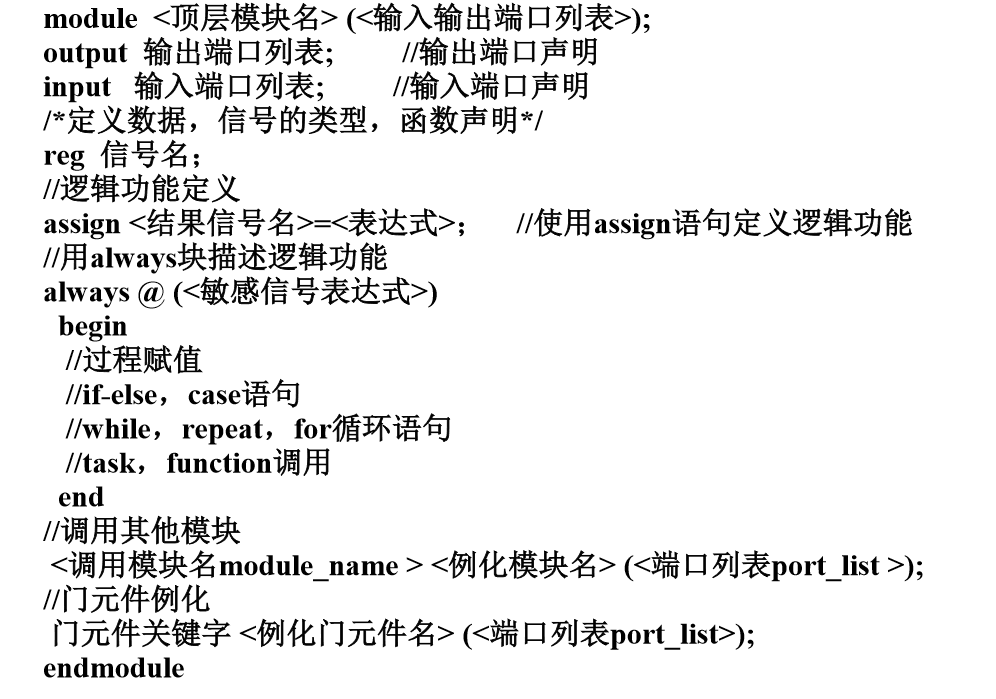 module <顶层模块名> (<输入输出端口列表>);
output 输出端口列表; //输出端口声明
input 输入端口列表; //输入端口声明
/*定义数据，信号的类型，函数声明*/
reg 信号名；
//逻辑功能定义
assign <结果信号名>=<表达式>； //使用assign语句定义逻辑功能
//用always块描述逻辑功能
always @ (<敏感信号表达式>)
begin
//过程赋值
//if-else，case语句
//while，repeat，for循环语句
//task，function调用
end
//调用其他模块
<调用模块名module_name > <例化模块名> (<端口列表port_list >);
//门元件例化
门元件关键字 <例化门元件名> (<端口列表port_list>);
endmodule